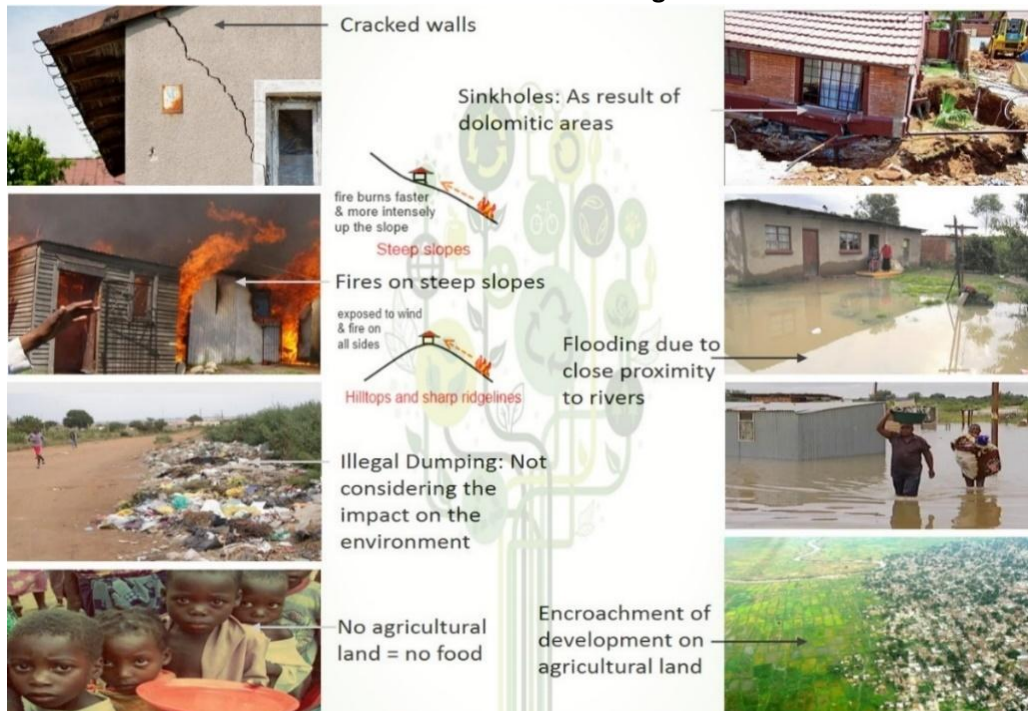 Cracked walls
Sinkholes: As result of
dolomitic areas
fire burns faster
& more intensely
up the slope
Steep slopes
Fires on steep slopes
exposed to wind
& fire on
all sides
Hilltops and sharp ridgelines
Flooding due to
close proximity
to rivers
Illegal Dumping: Not
considering the
impact on the
environment
No agricultural
land = no food
Encroachment of
development on
agricultural land